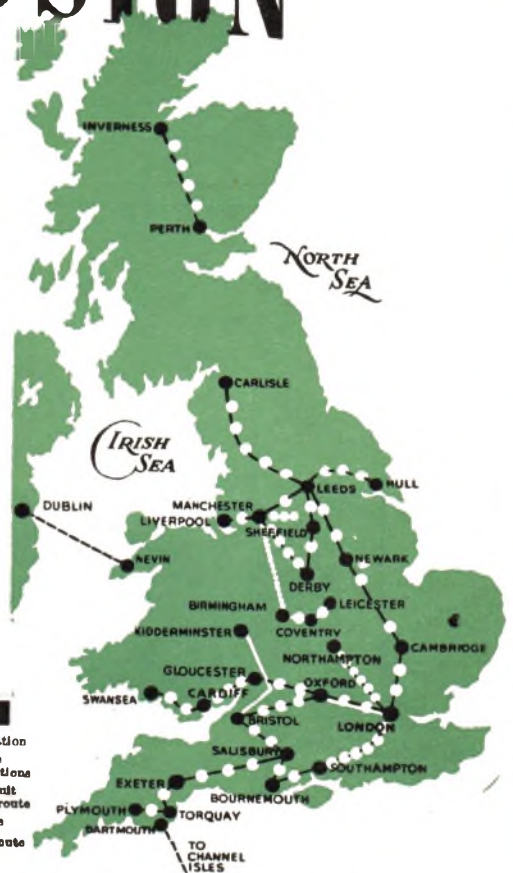 INVERNESS
PERTH
NORTH
SEA
CARLISLE
IRISH
SEA
LEEDS
HULL
MANCHESTER
LIVERPOOL
SHEFFIELD
DUBLIN
NEVIN
NEWARK
DERBY
BIRMINGHAM
LEICESTER
KIDDERMINSTER
COVENTRY
CAMBRIDGE
NORTHAMPTON
GLOUCESTER
OXFORD
SWANSEA
CARDIFF
BRISTOL
LONDON
SALISBURY
SOUTHAMPTON
EXETER
BOURNEMOUTH
PLYMOUTH
TORQUAY
DARTMOUTH
TO
CHANNEL
ISLES